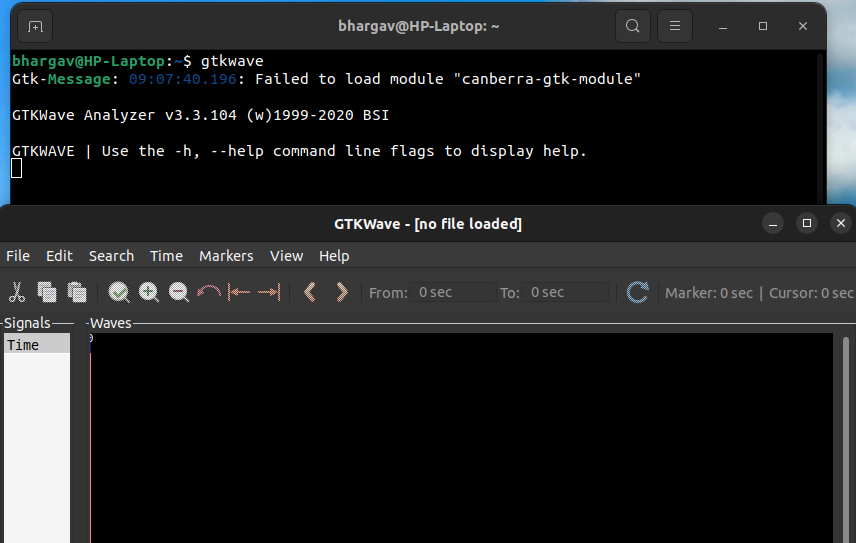 bhargav@HP-Laptop: ~
bhargav@HP-Laptop:~$ gtkwave
Gtk-Message: 09:07:40.196: Failed to load module "canberra-gtk-module"
GTKWave Analyzer v3.3.104 (w)1999-2020 BSI
GTKWAVE | Use the -h, --help command line flags to display help.
GTKWave - [no file loaded]
File Edit Search Time Markers View Help
From: 0 sec To: 0 sec Marker: 0 sec | Cursor: 0 sec
Signals Waves
Time 0